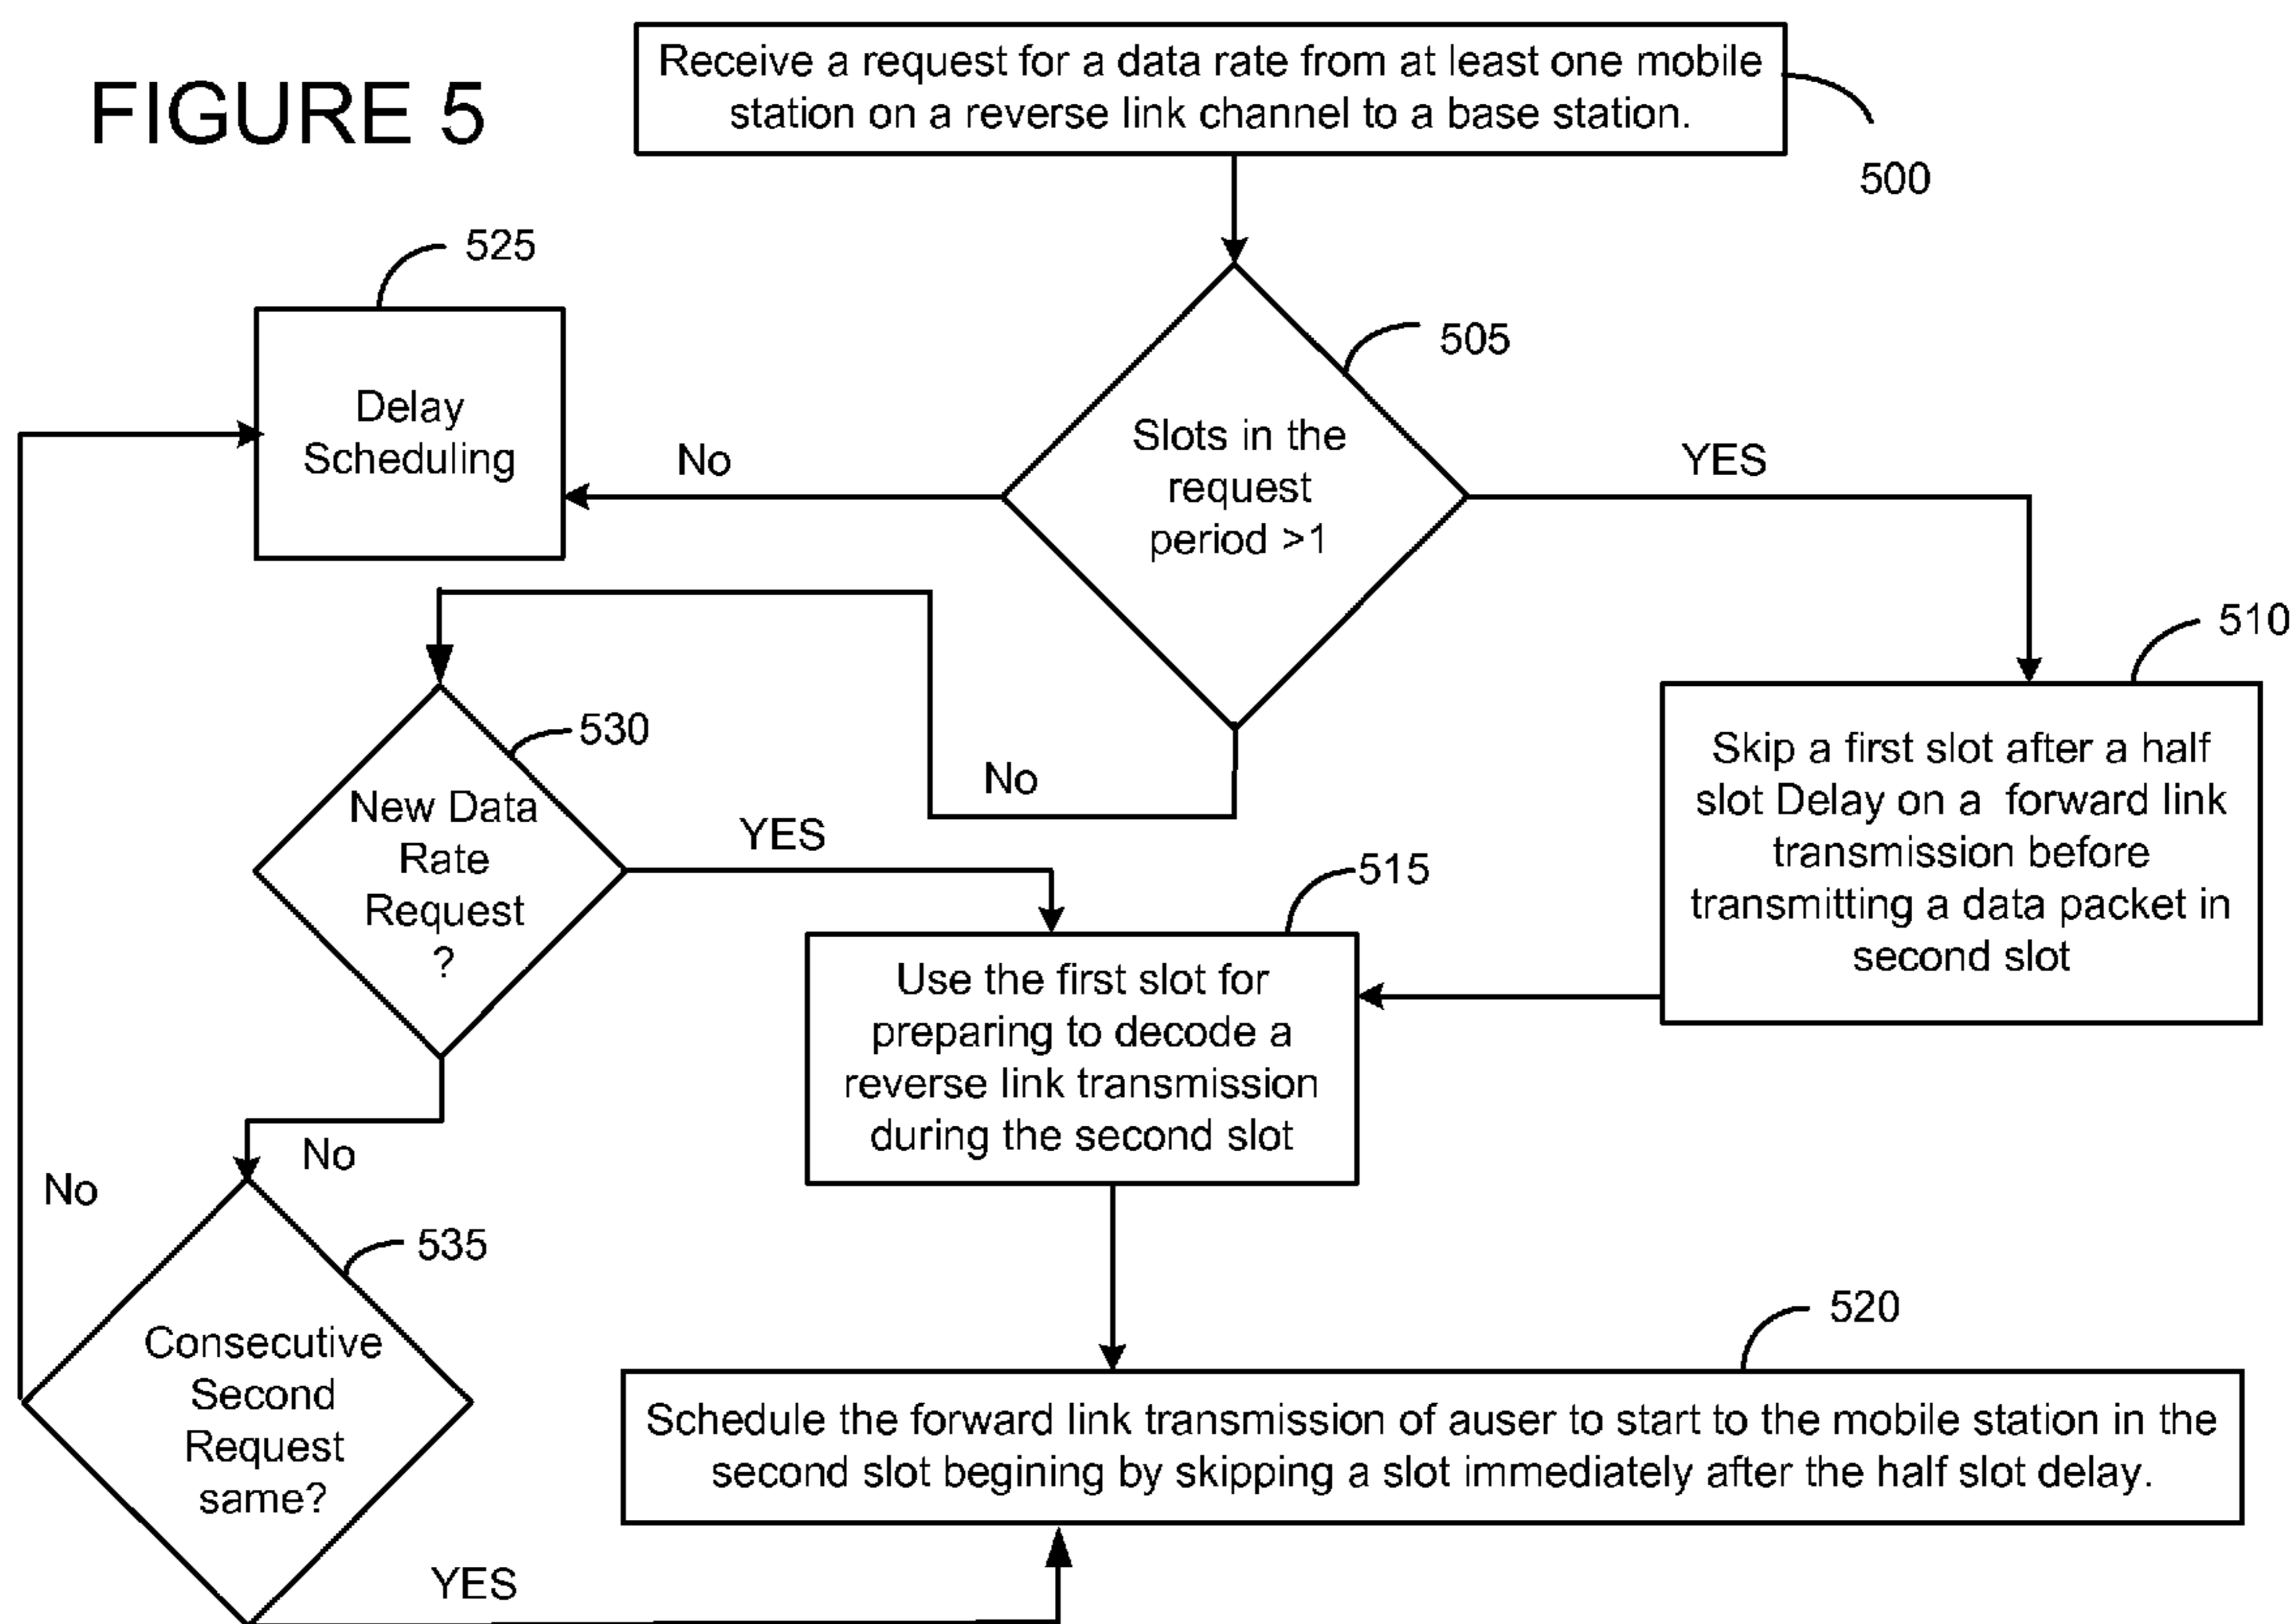 FIGURE 5
Receive a request for a data rate from at least one mobile
station on a reverse link channel to a base station.
500
525
Delay
Scheduling
No
505
Slots in the
request
period >1
YES
510
Skip a first slot after a half
slot Delay on a forward link
transmission before
transmitting a data packet in
second slot
No
530
New Data
Rate
Request
?
YES
515
Use the first slot for
preparing to decode a
reverse link transmission
during the second slot
No
No
535
Consecutive
Second
Request
same?
YES
520
Schedule the forward link transmission of auser to start to the mobile station in the
second slot begining by skipping a slot immediately after the half slot delay.